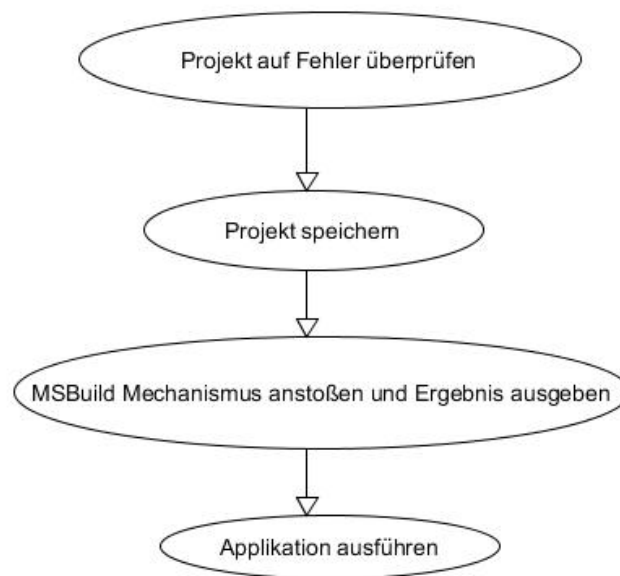 Projekt auf Fehler überprüfen
Projekt speichern
MSBuild Mechanismus anstoßen und Ergebnis ausgeben
Applikation ausführen